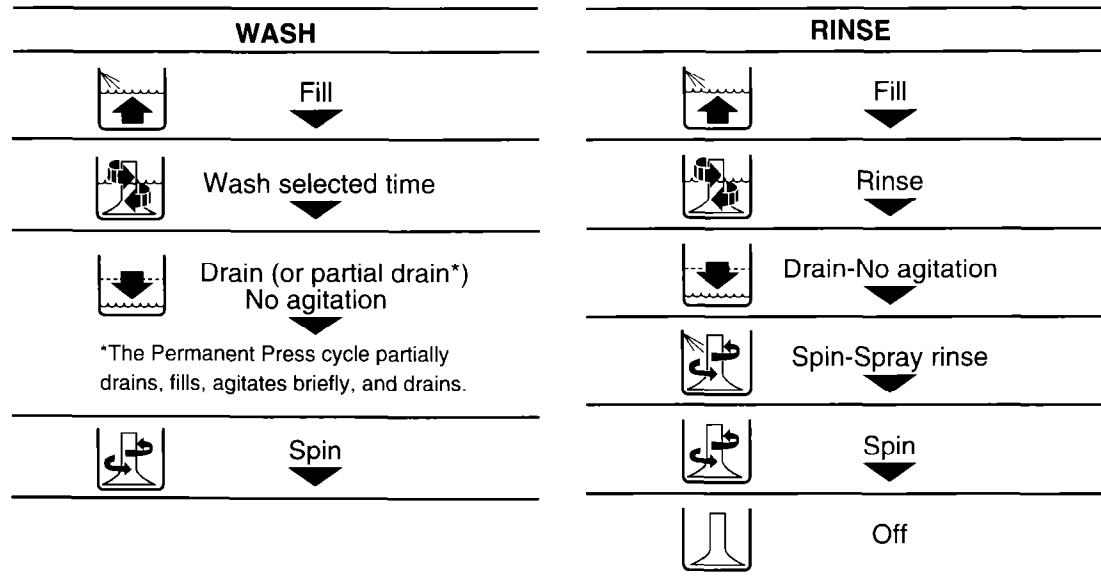 WASH
Fill
Wash selected time
Drain (or partial drain*)
No agitation
*The Permanent Press cycle partially
drains, fills, agitates briefly, and drains.
Spin
RINSE
Fill
Rinse
Drain-No agitation
Spin-Spray rinse
Spin
Off